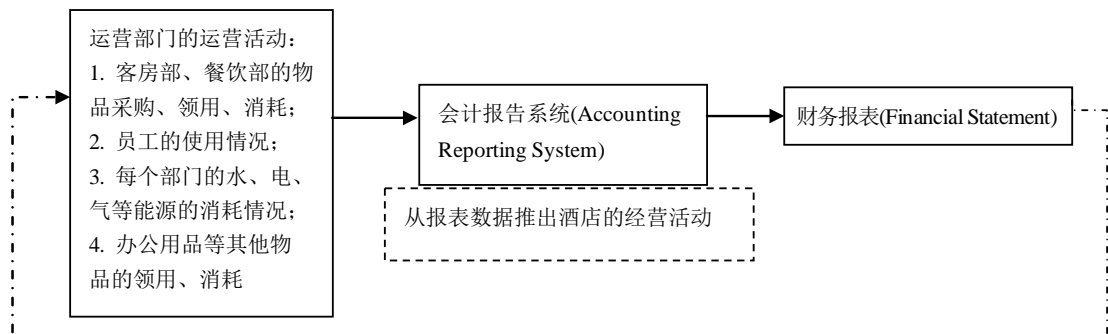 运营部门的运营活动：
1. 客房部、餐饮部的物
品采购、领用、消耗；
2. 员工的使用情况；
3. 每个部门的水、电、
气等能源的消耗情况；
4. 办公用品等其他物
品的领用、消耗
会计报告系统(Accounting
Reporting System)
从报表数据推出酒店的经营活动
财务报表(Financial Statement)